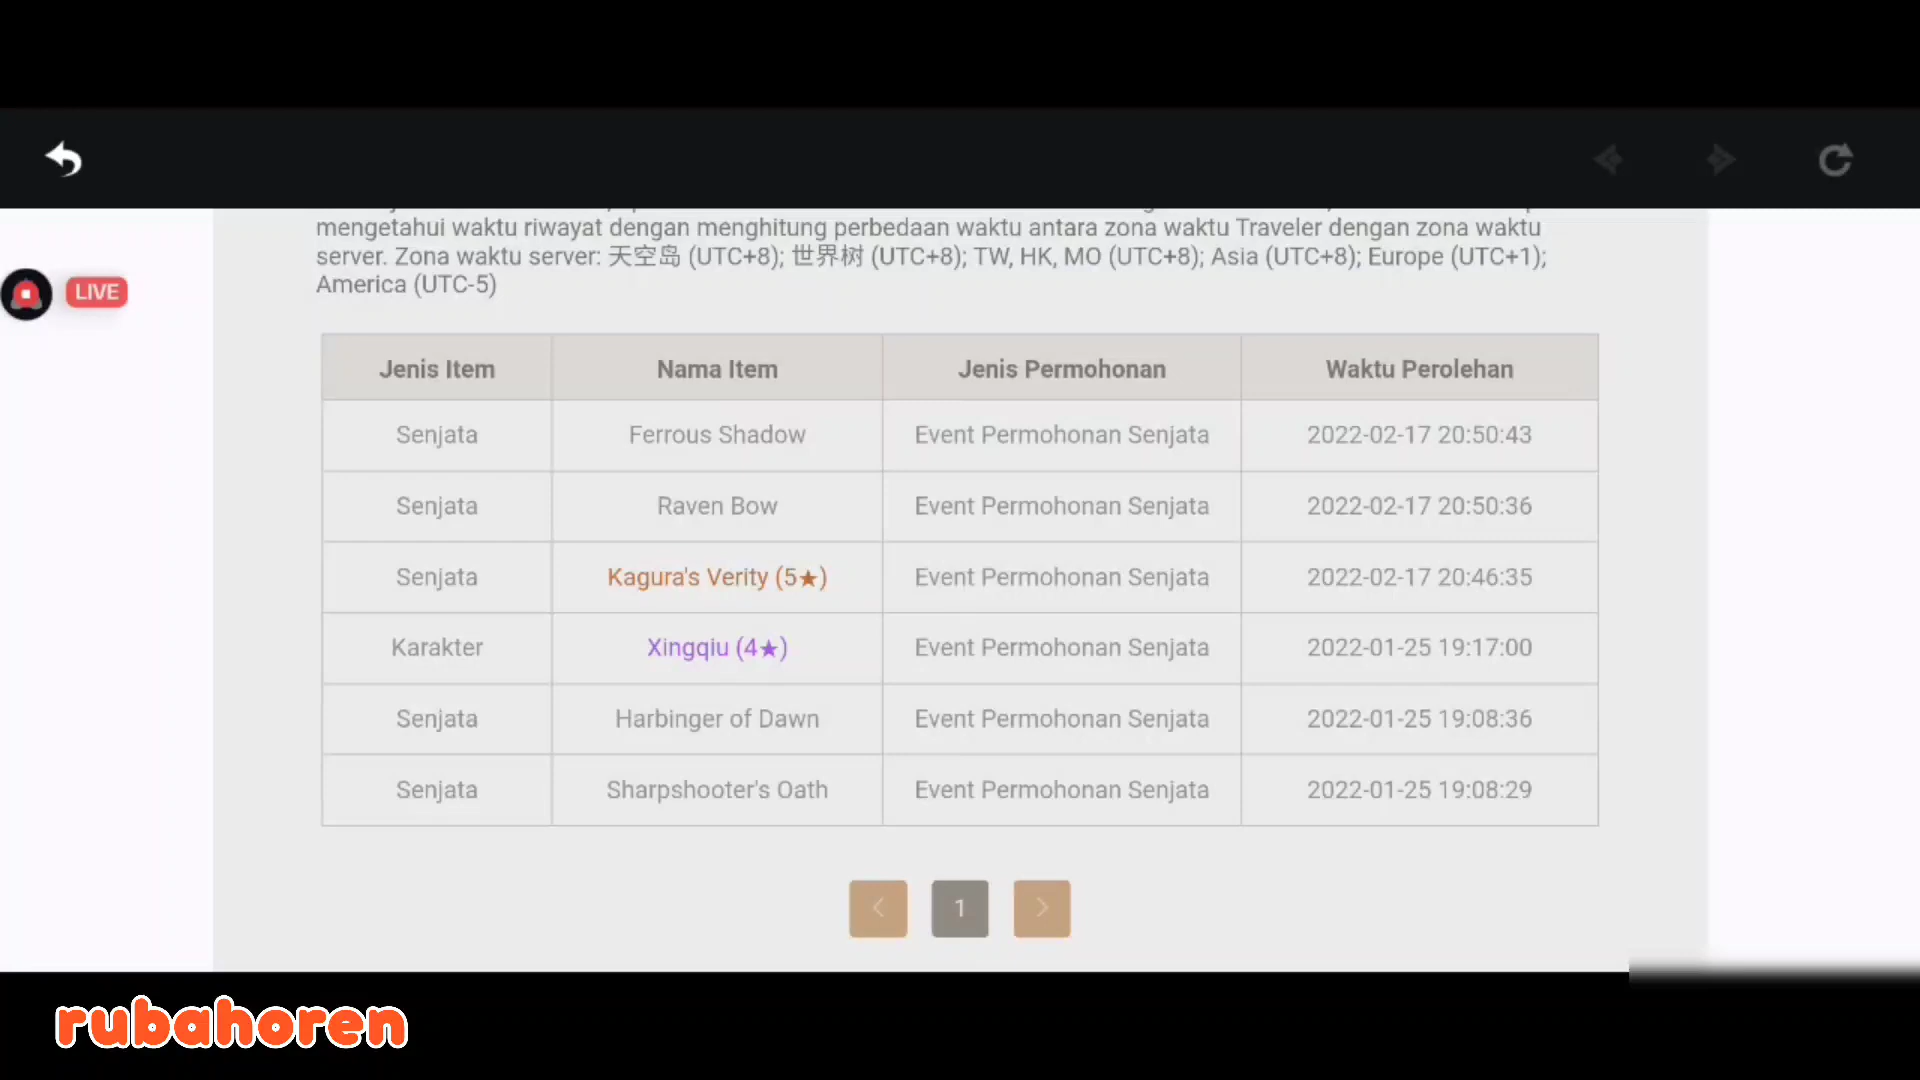 mengetahui waktu riwayat dengan menghitung perbedaan waktu antara zona waktu Traveler dengan zona waktu
server. Zona waktu server: 天空岛 (UTC+8); 世界树 (UTC+8); TW, HK, MO (UTC+8); Asia (UTC+8); Europe (UTC+1);
America (UTC-5)
LIVE
Jenis Item Nama Item Jenis Permohonan Waktu Perolehan
Senjata Ferrous Shadow Event Permohonan Senjata 2022-02-17 20:50:43
Senjata Raven Bow Event Permohonan Senjata 2022-02-17 20:50:36
Senjata Kagura's Verity (5★) Event Permohonan Senjata 2022-02-17 20:46:35
Karakter Xingqiu (4★) Event Permohonan Senjata 2022-01-25 19:17:00
Senjata Harbinger of Dawn Event Permohonan Senjata 2022-01-25 19:08:36
Senjata Sharpshooter's Oath Event Permohonan Senjata 2022-01-25 19:08:29
1
rubahoren